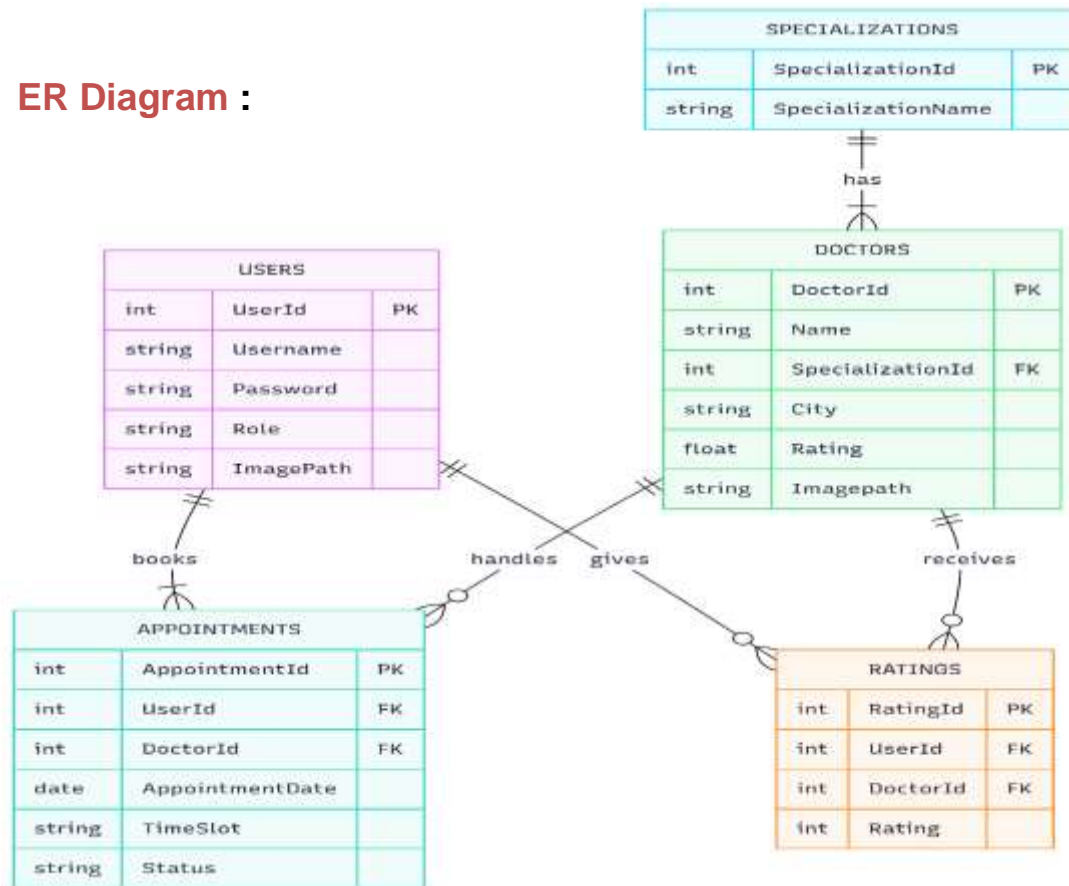 ER Diagram :
SPECIALIZATIONS
int SpecializationId PK
string SpecializationName
has
DOCTORS
int DoctorId PK
string Name
int SpecializationId FK
string City
float Rating
string Imagepath
USERS
int UserId PK
string Username
string Password
string Role
string ImagePath
books
handles
gives
receives
APPOINTMENTS
int AppointmentId PK
int UserId FK
int DoctorId FK
date AppointmentDate
string TimeSlot
string Status
RATINGS
int RatingId PK
int UserId FK
int DoctorId FK
int Rating